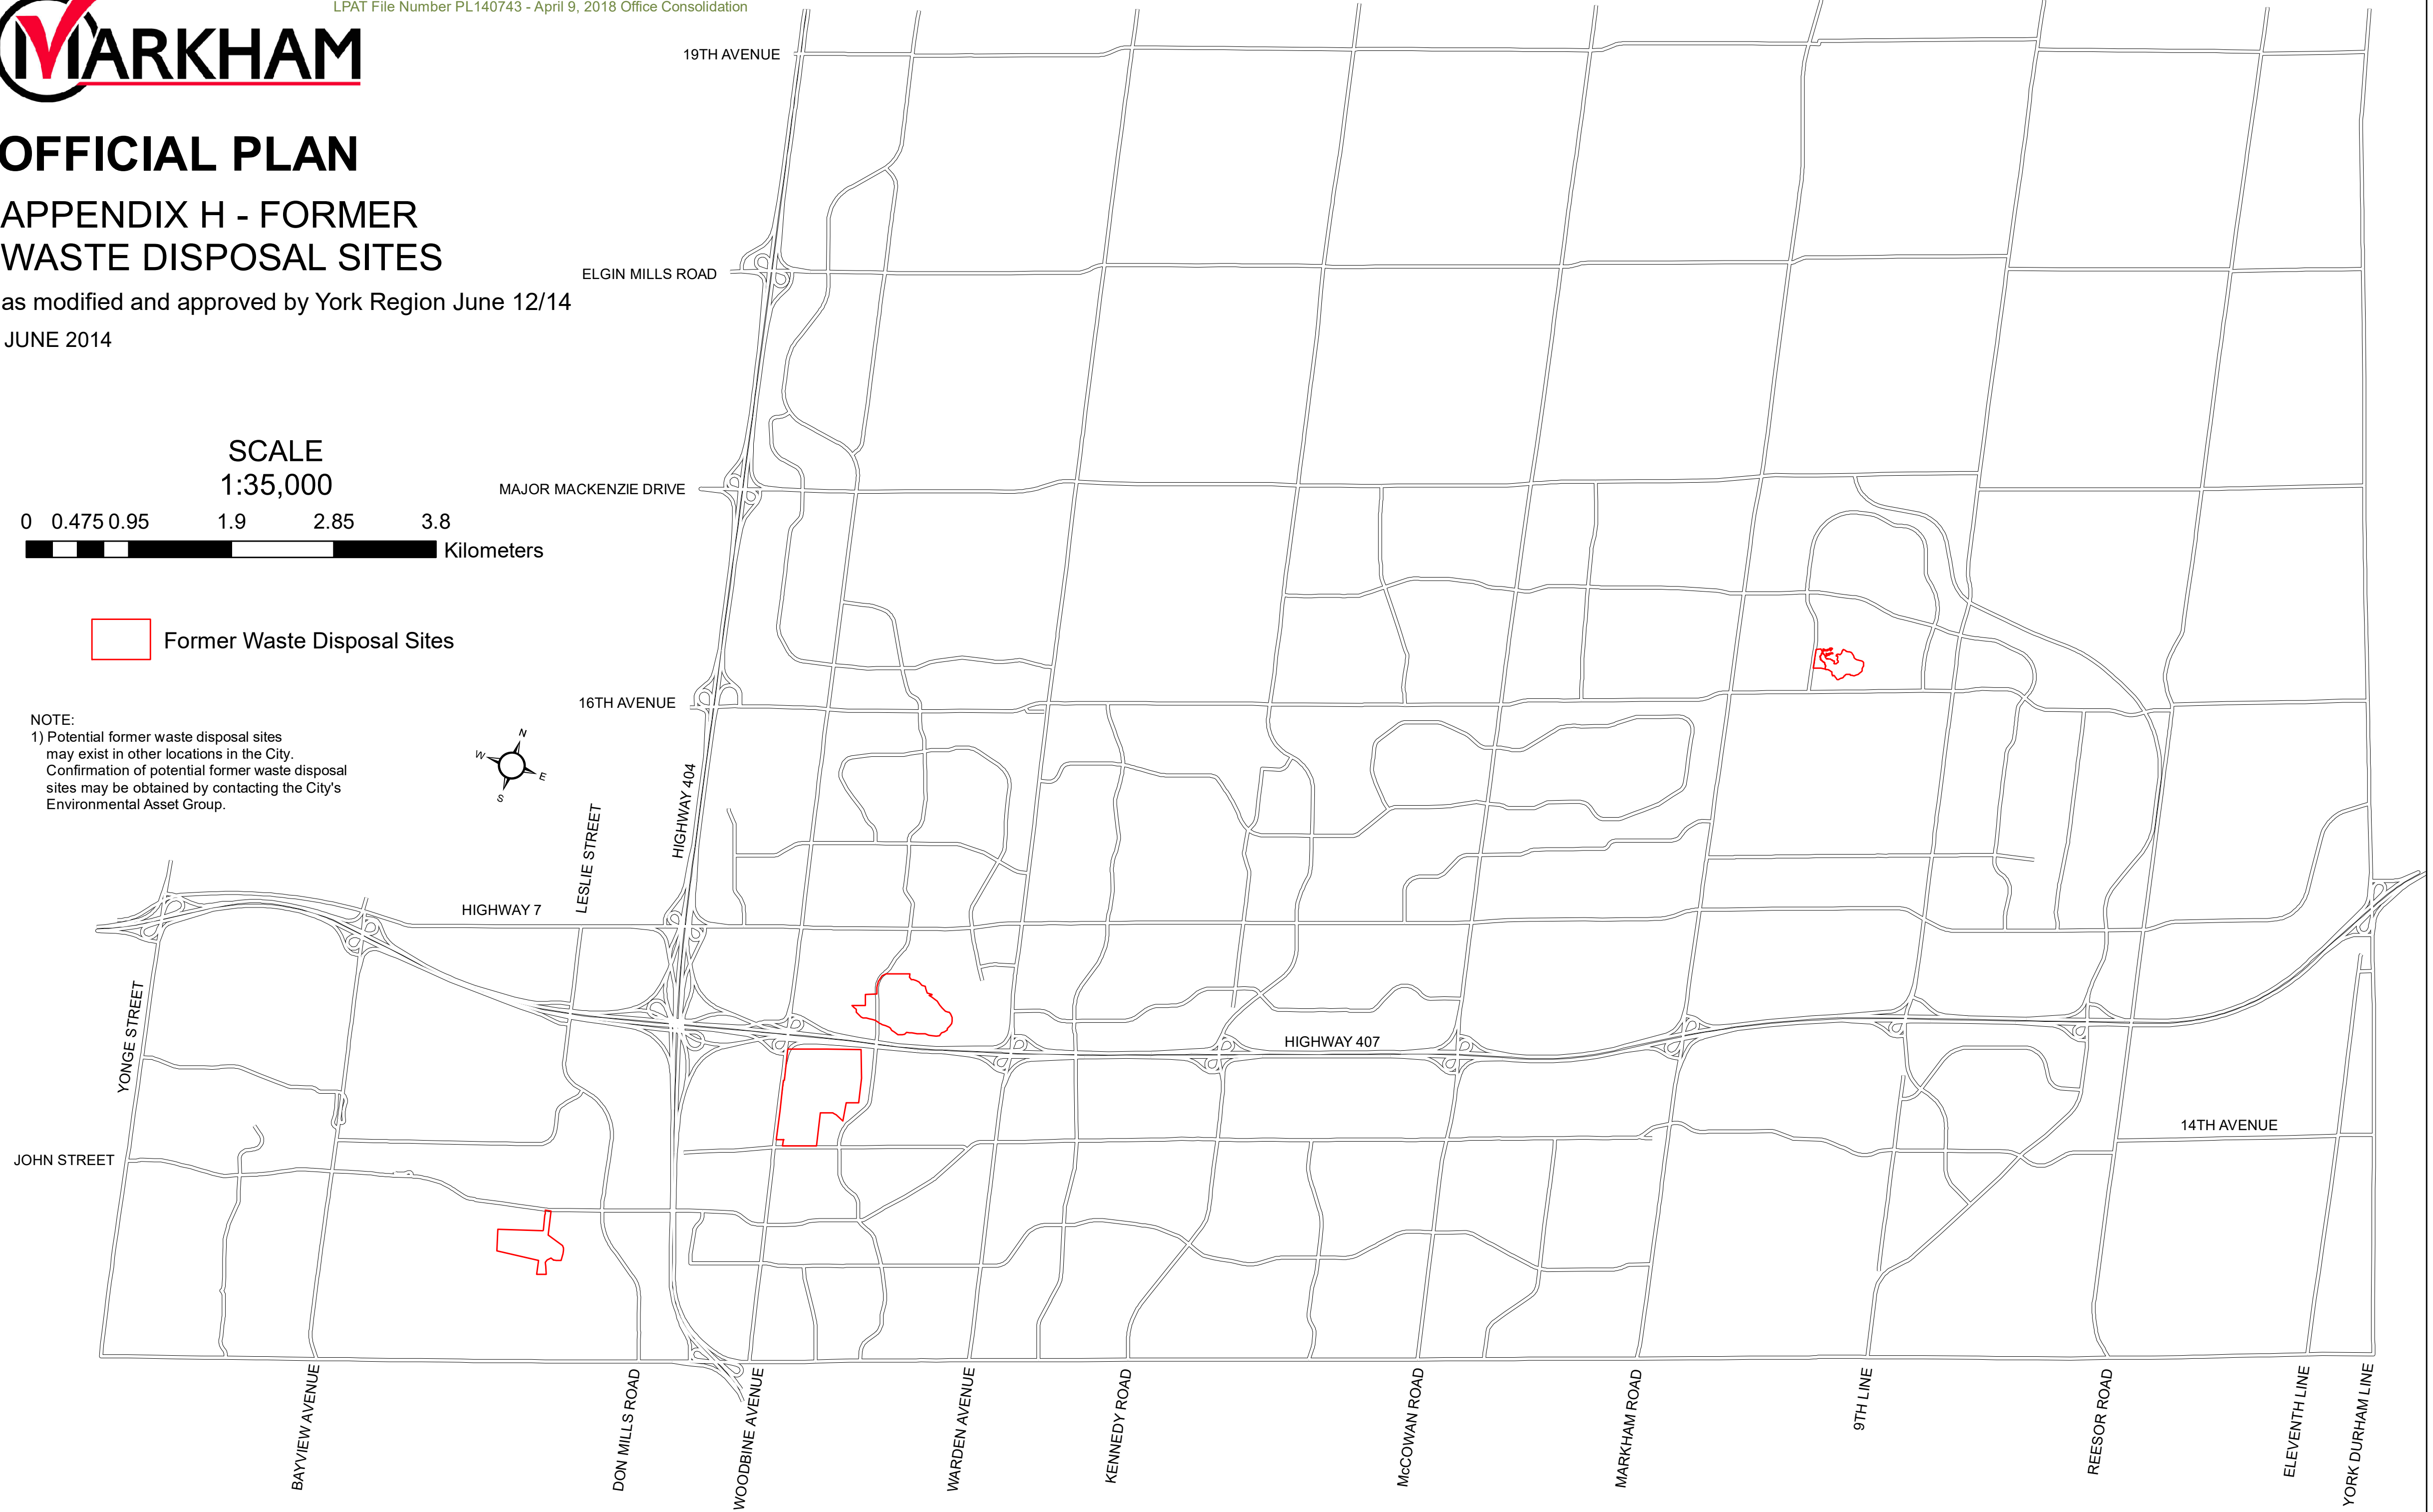 LPAT File Number PL140743 - April 9, 2018 Office Consolidation
MARKHAM
OFFICIAL PLAN
APPENDIX H - FORMER
WASTE DISPOSAL SITES
as modified and approved by York Region June 12/14
JUNE 2014
SCALE
1:35,000
0 0.475 0.95 1.9 2.85 3.8
Kilometers
Former Waste Disposal Sites
NOTE:
1) Potential former waste disposal sites
may exist in other locations in the City.
Confirmation of potential former waste disposal
sites may be obtained by contacting the City's
Environmental Asset Group.
N
W
E
S
19TH AVENUE
ELGIN MILLS ROAD
MAJOR MACKENZIE DRIVE
16TH AVENUE
HIGHWAY 404
LESLIE STREET
HIGHWAY 7
YONGE STREET
HIGHWAY 407
14TH AVENUE
JOHN STREET
BAYVIEW AVENUE
DON MILLS ROAD
WOODBINE AVENUE
WARDEN AVENUE
KENNEDY ROAD
McCOWAN ROAD
MARKHAM ROAD
9TH LINE
REESOR ROAD
ELEVENTH LINE
YORK DURHAM LINE